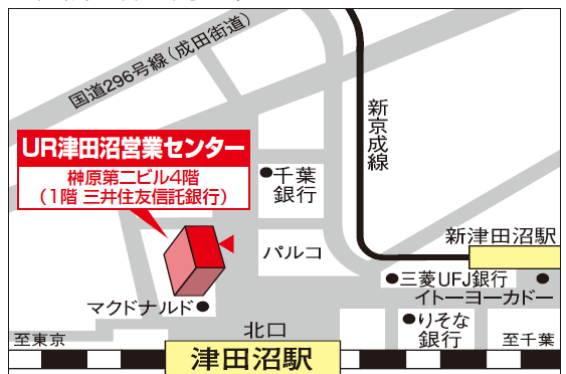 国道296号線(成田街道)
新京成線
UR津田沼営業センター
榊原第二ビル4階
(1階 三井住友信託銀行)
千葉
銀行
パルコ
新津田沼駅
三菱UFJ銀行
イトーヨーカドー
マクドナルド
りそな
銀行
北口
至東京
至千葉
津田沼駅